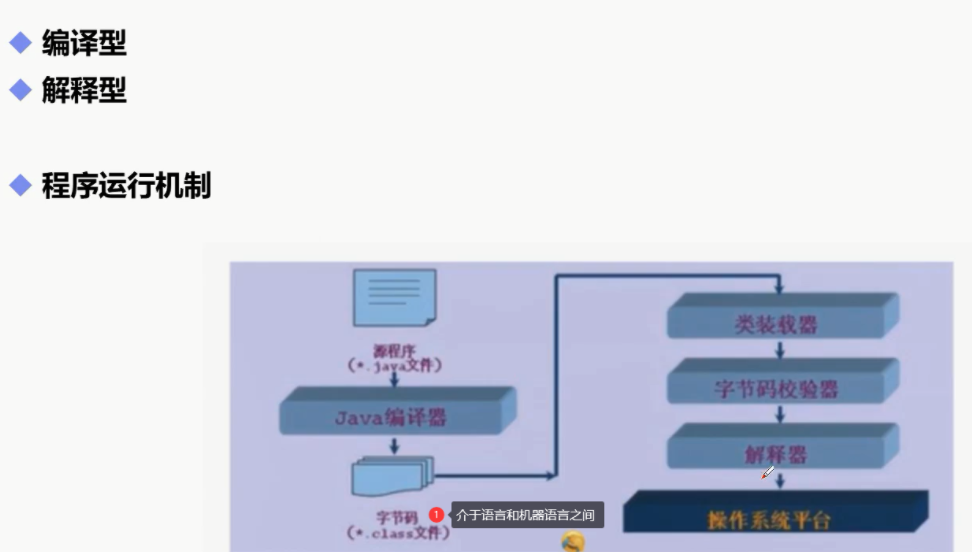 编译型
解释型
程序运行机制
源程序
(*.java文件)
Java编译器
字节码
(*.class文件)
1 介于语言和机器语言之间
类装载器
字节码校验器
解释器
操作系统平台